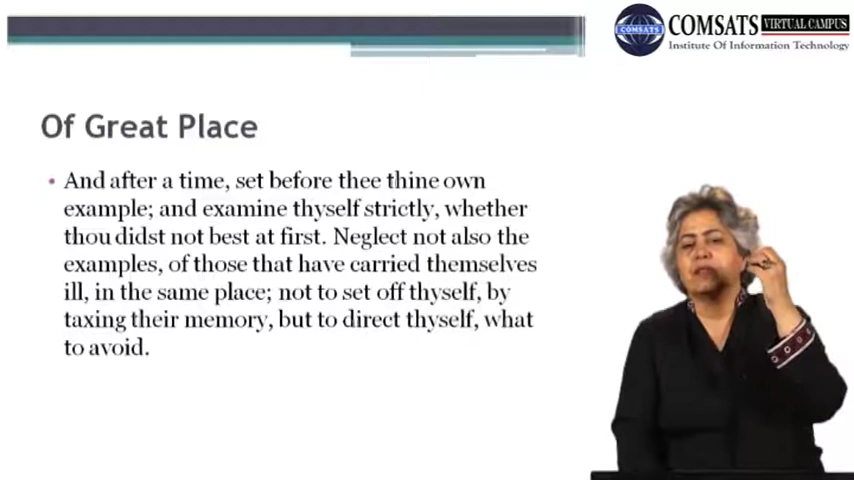 COMSATS VIRTUAL CAMPUS
COMSATS Institute Of Information Technology
Of Great Place
• And after a time, set before thee thine own
example; and examine thyself strictly, whether
thou didst not best at first. Neglect not also the
examples, of those that have carried themselves
ill, in the same place; not to set off thyself, by
taxing their memory, but to direct thyself, what
to avoid.